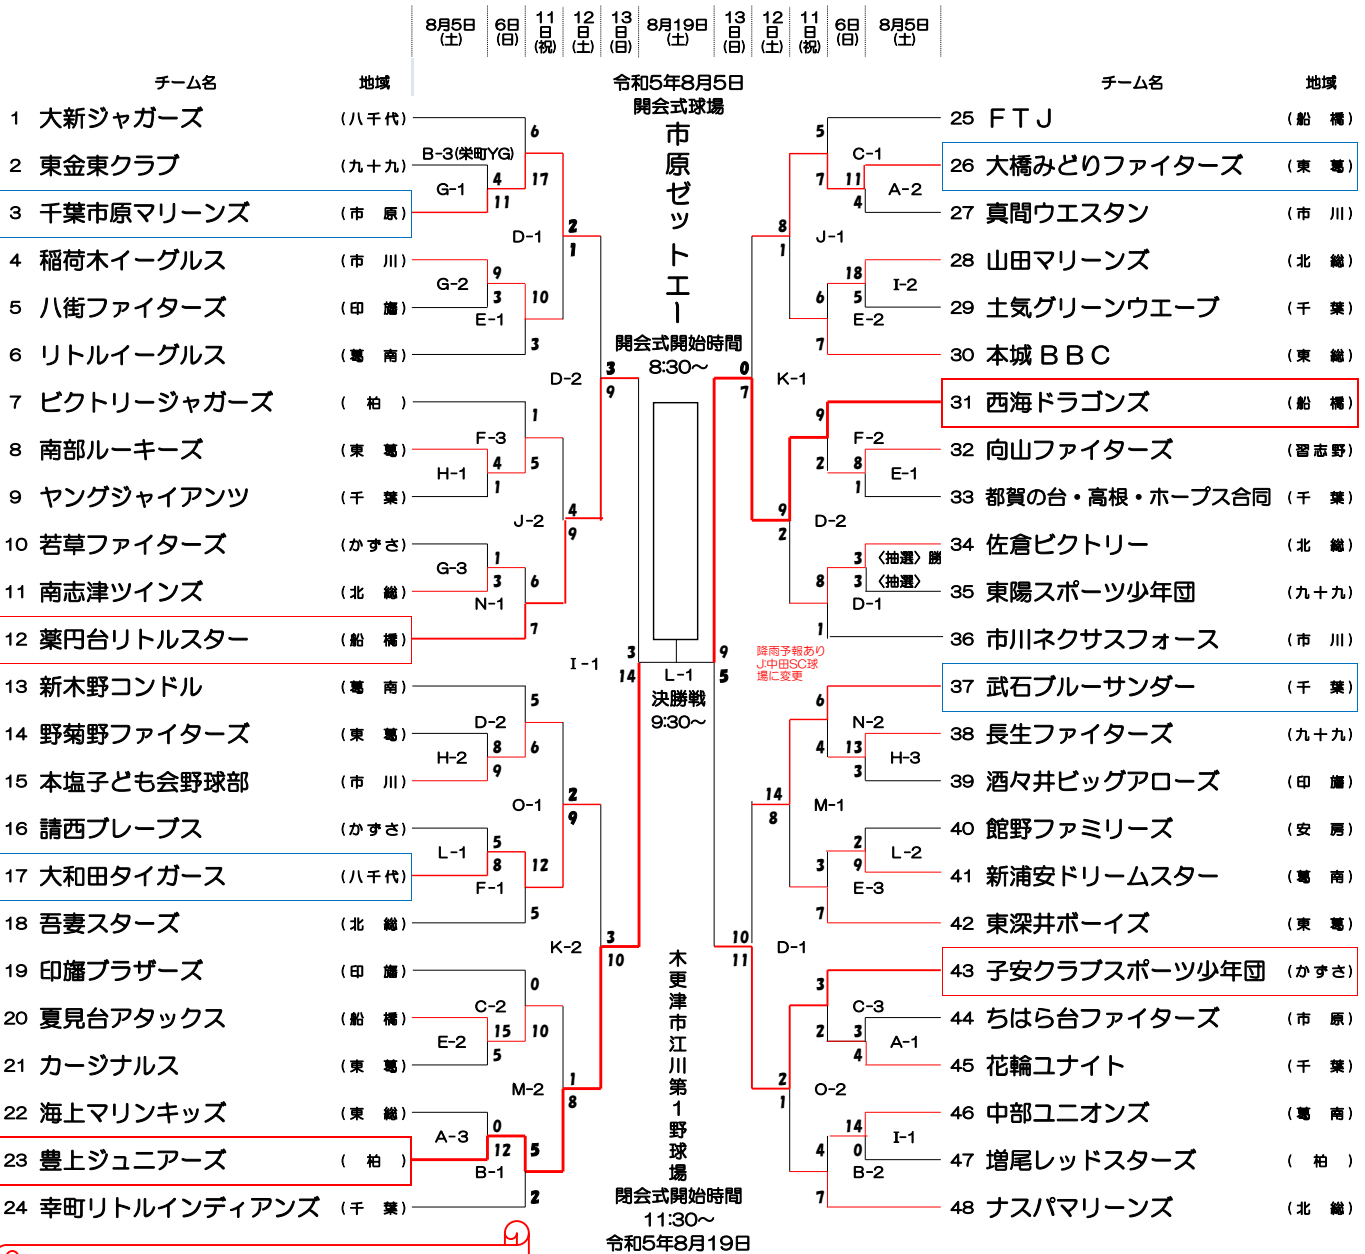 8月5日(土) 6日(日) 11日(祝) 12日(土) 13日(日) 8月19日(土) 13日(日) 12日(土) 11日(祝) 6日(日) 8月5日(土)
チーム名 地域
1 大新ジャガーズ (八千代)
2 東金東クラブ (九十九)
3 千葉市原マリーンズ (市 原)
4 稲荷木イーグルス (市 川)
5 八街ファイターズ (印 旛)
6 リトルイーグルス (葛 南)
7 ビクトリージャガーズ ( 柏 )
8 南部ルーキーズ (東 葛)
9 ヤングジャイアンツ (千 葉)
10 若草ファイターズ (かずさ)
11 南志津ツインズ (北 総)
12 薬円台リトルスター (船 橋)
13 新木野コンドル (葛 南)
14 野菊野ファイターズ (東 葛)
15 本塩子ども会野球部 (市 川)
16 請西ブレーブス (かずさ)
17 大和田タイガース (八千代)
18 吾妻スターズ (北 総)
19 印旛ブラザーズ (印 旛)
20 夏見台アタックス (船 橋)
21 カージナルス (東 葛)
22 海上マリンキッズ (東 総)
23 豊上ジュニアーズ ( 柏 )
24 幸町リトルインディアンズ (千 葉)
6
B-3(栄町YG)
4 17
G-1
11
D-1
2
1
9
G-2
3 10
E-1
3
D-2
3
9
1
F-3
4 5
H-1
1
J-2
4
9
1
G-3
3 6
N-1
7
I-1
3
14
5
D-2
8 6
H-2
9
O-1
2
9
5
L-1
8 12
F-1
5
K-2
3
10
0
C-2
15 10
E-2
5
M-2
1
8
0
A-3
12 5
B-1
2
令和5年8月5日
開会式球場
市原ゼットエー
開会式開始時間
8:30～
L-1
決勝戦
9:30～
木更津市江川第1野球場
閉会式開始時間
11:30～
令和5年8月19日
5
C-1
7 11
A-2
4
8
1
J-1
18
I-2
6 5
E-2
7
0
7
K-1
9
F-2
2 8
E-1
1
9
2
D-2
3 〈抽選〉勝
8 3 〈抽選〉
D-1
1
9
5
降雨予報あり
J:中田SC球
場に変更
6
N-2
4 13
H-3
3
14
8
M-1
2
L-2
3 9
E-3
7
10
11
D-1
3
C-3
2 3
A-1
4
2
1
O-2
14
I-1
4 0
B-2
7
チーム名 地域
25 ＦＴＪ (船 橋)
26 大橋みどりファイターズ (東 葛)
27 真間ウエスタン (市 川)
28 山田マリーンズ (北 総)
29 土気グリーンウエーブ (千 葉)
30 本城ＢＢＣ (東 総)
31 西海ドラゴンズ (船 橋)
32 向山ファイターズ (習志野)
33 都賀の台・高根・ホープス合同 (千 葉)
34 佐倉ビクトリー (北 総)
35 東陽スポーツ少年団 (九十九)
36 市川ネクサスフォース (市 川)
37 武石ブルーサンダー (千 葉)
38 長生ファイターズ (九十九)
39 酒々井ビッグアローズ (印 旛)
40 館野ファミリーズ (安 房)
41 新浦安ドリームスター (葛 南)
42 東深井ボーイズ (東 葛)
43 子安クラブスポーツ少年団 (かずさ)
44 ちはら台ファイターズ (市 原)
45 花輪ユナイト (千 葉)
46 中部ユニオンズ (葛 南)
47 増尾レッドスターズ ( 柏 )
48 ナスパマリーンズ (北 総)